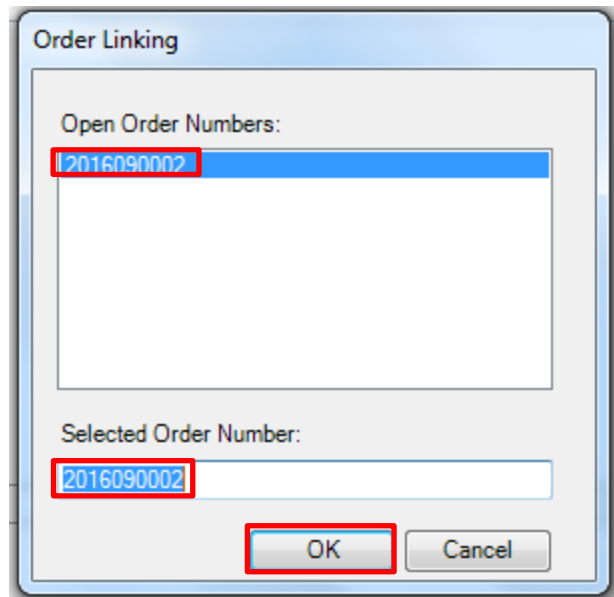 Order Linking
Open Order Numbers:
2016090002
Selected Order Number:
2016090002
OK Cancel